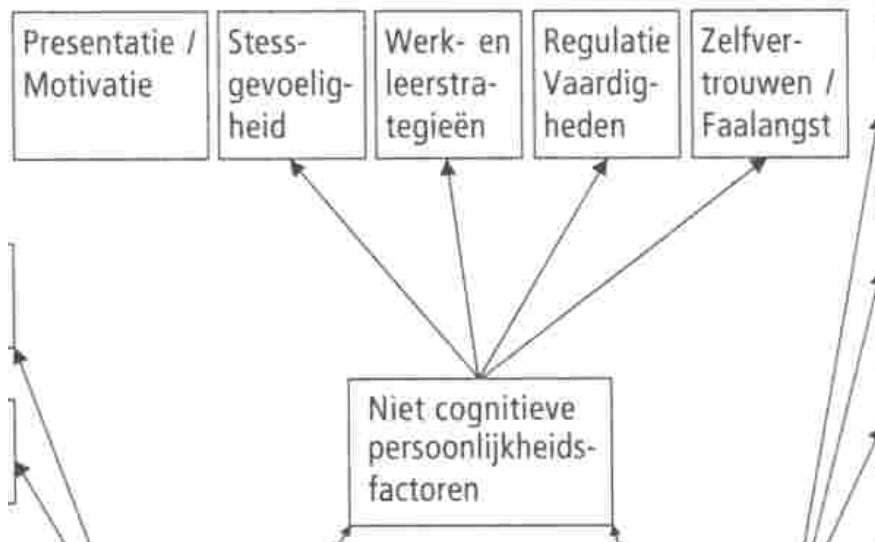 Presentatie /
Motivatie
Stess-
gevoelig-
heid
Werk- en
leerstra-
tegieën
Regulatie
Vaardig-
heden
Zelfver-
trouwen /
Faalangst
Niet cognitieve
persoonlijkheids-
factoren